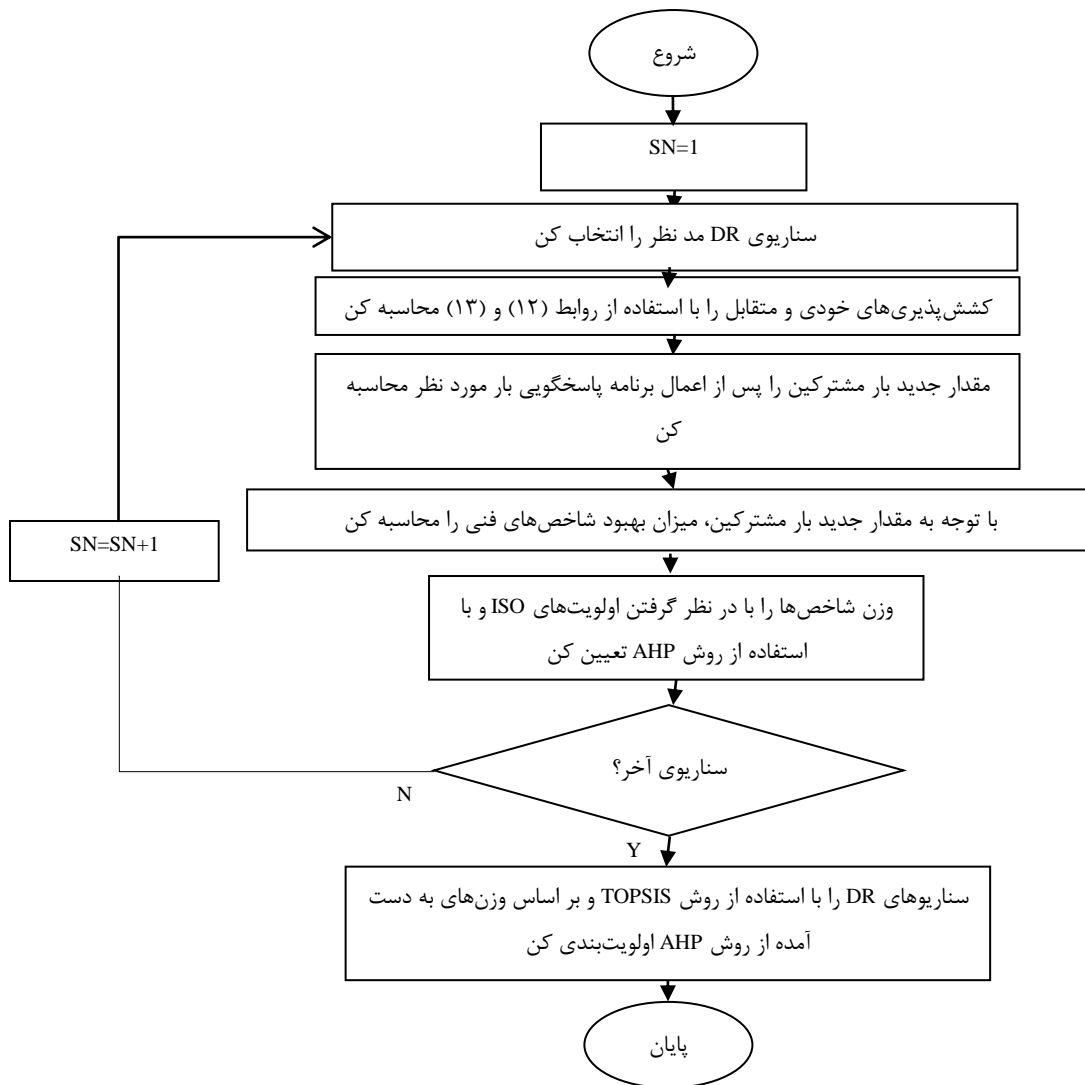 شروع
SN=1
سناریوی DR مد نظر را انتخاب کن
کشش‌پذیری‌های خودی و متقابل را با استفاده از روابط (۱۲) و (۱۳) محاسبه کن
مقدار جدید بار مشترکین را پس از اعمال برنامه پاسخگویی بار مورد نظر محاسبه
کن
با توجه به مقدار جدید بار مشترکین، میزان بهبود شاخص‌های فنی را محاسبه کن
SN=SN+1
وزن شاخص‌ها را با در نظر گرفتن اولویت‌های ISO و با
استفاده از روش AHP تعیین کن
سناریوی آخر؟
N
Y
سناریوهای DR را با استفاده از روش TOPSIS و بر اساس وزن‌های به دست
آمده از روش AHP اولویت‌بندی کن
پایان